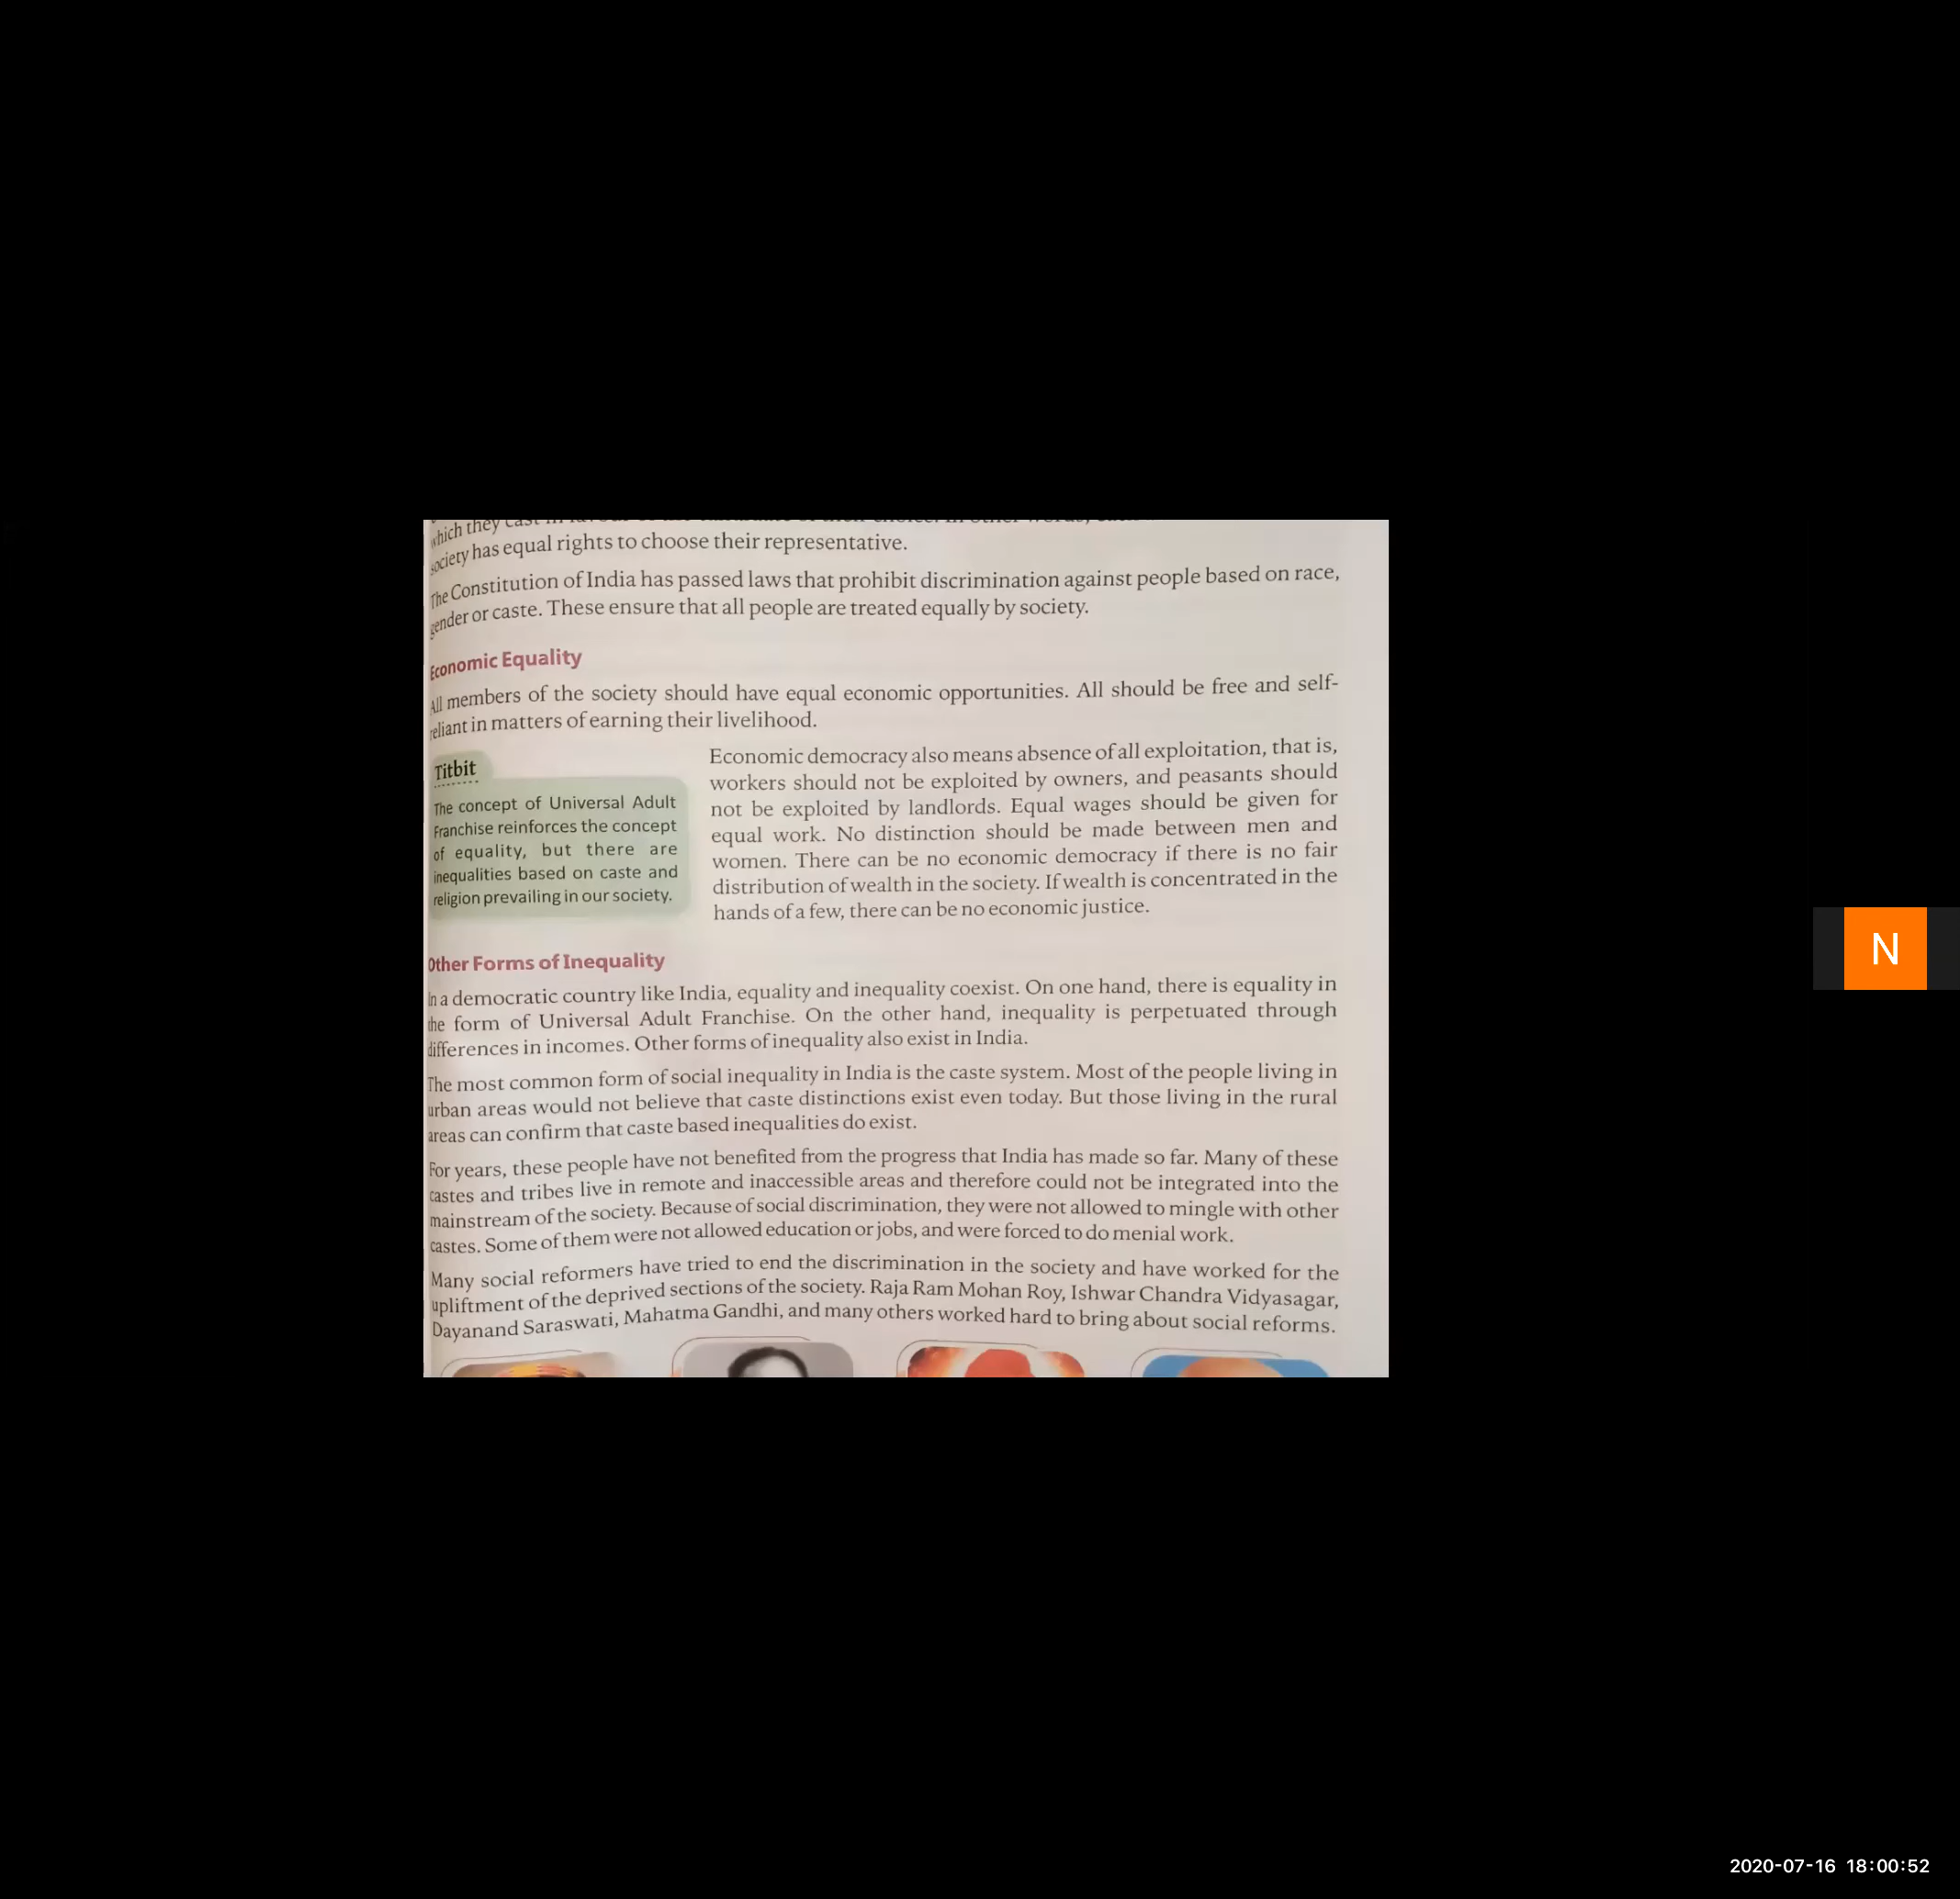 which they cast in
society has equal rights to choose their representative.
The Constitution of India has passed laws that prohibit discrimination against people based on race,
gender or caste. These ensure that all people are treated equally by society.
Economic Equality
All members of the society should have equal economic opportunities. All should be free and self-
reliant in matters of earning their livelihood.
Titbit
The concept of Universal Adult
Franchise reinforces the concept
of equality, but there are
inequalities based on caste and
religion prevailing in our society.
Economic democracy also means absence of all exploitation, that is,
workers should not be exploited by owners, and peasants should
not be exploited by landlords. Equal wages should be given for
equal work. No distinction should be made between men and
women. There can be no economic democracy if there is no fair
distribution of wealth in the society. If wealth is concentrated in the
hands of a few, there can be no economic justice.
Other Forms of Inequality
In a democratic country like India, equality and inequality coexist. On one hand, there is equality in
the form of Universal Adult Franchise. On the other hand, inequality is perpetuated through
differences in incomes. Other forms of inequality also exist in India.
The most common form of social inequality in India is the caste system. Most of the people living in
urban areas would not believe that caste distinctions exist even today. But those living in the rural
areas can confirm that caste based inequalities do exist.
For years, these people have not benefited from the progress that India has made so far. Many of these
castes and tribes live in remote and inaccessible areas and therefore could not be integrated into the
mainstream of the society. Because of social discrimination, they were not allowed to mingle with other
castes. Some of them were not allowed education or jobs, and were forced to do menial work.
Many social reformers have tried to end the discrimination in the society and have worked for the
upliftment of the deprived sections of the society. Raja Ram Mohan Roy, Ishwar Chandra Vidyasagar,
Dayanand Saraswati, Mahatma Gandhi, and many others worked hard to bring about social reforms.
N
2020-07-16 18:00:52